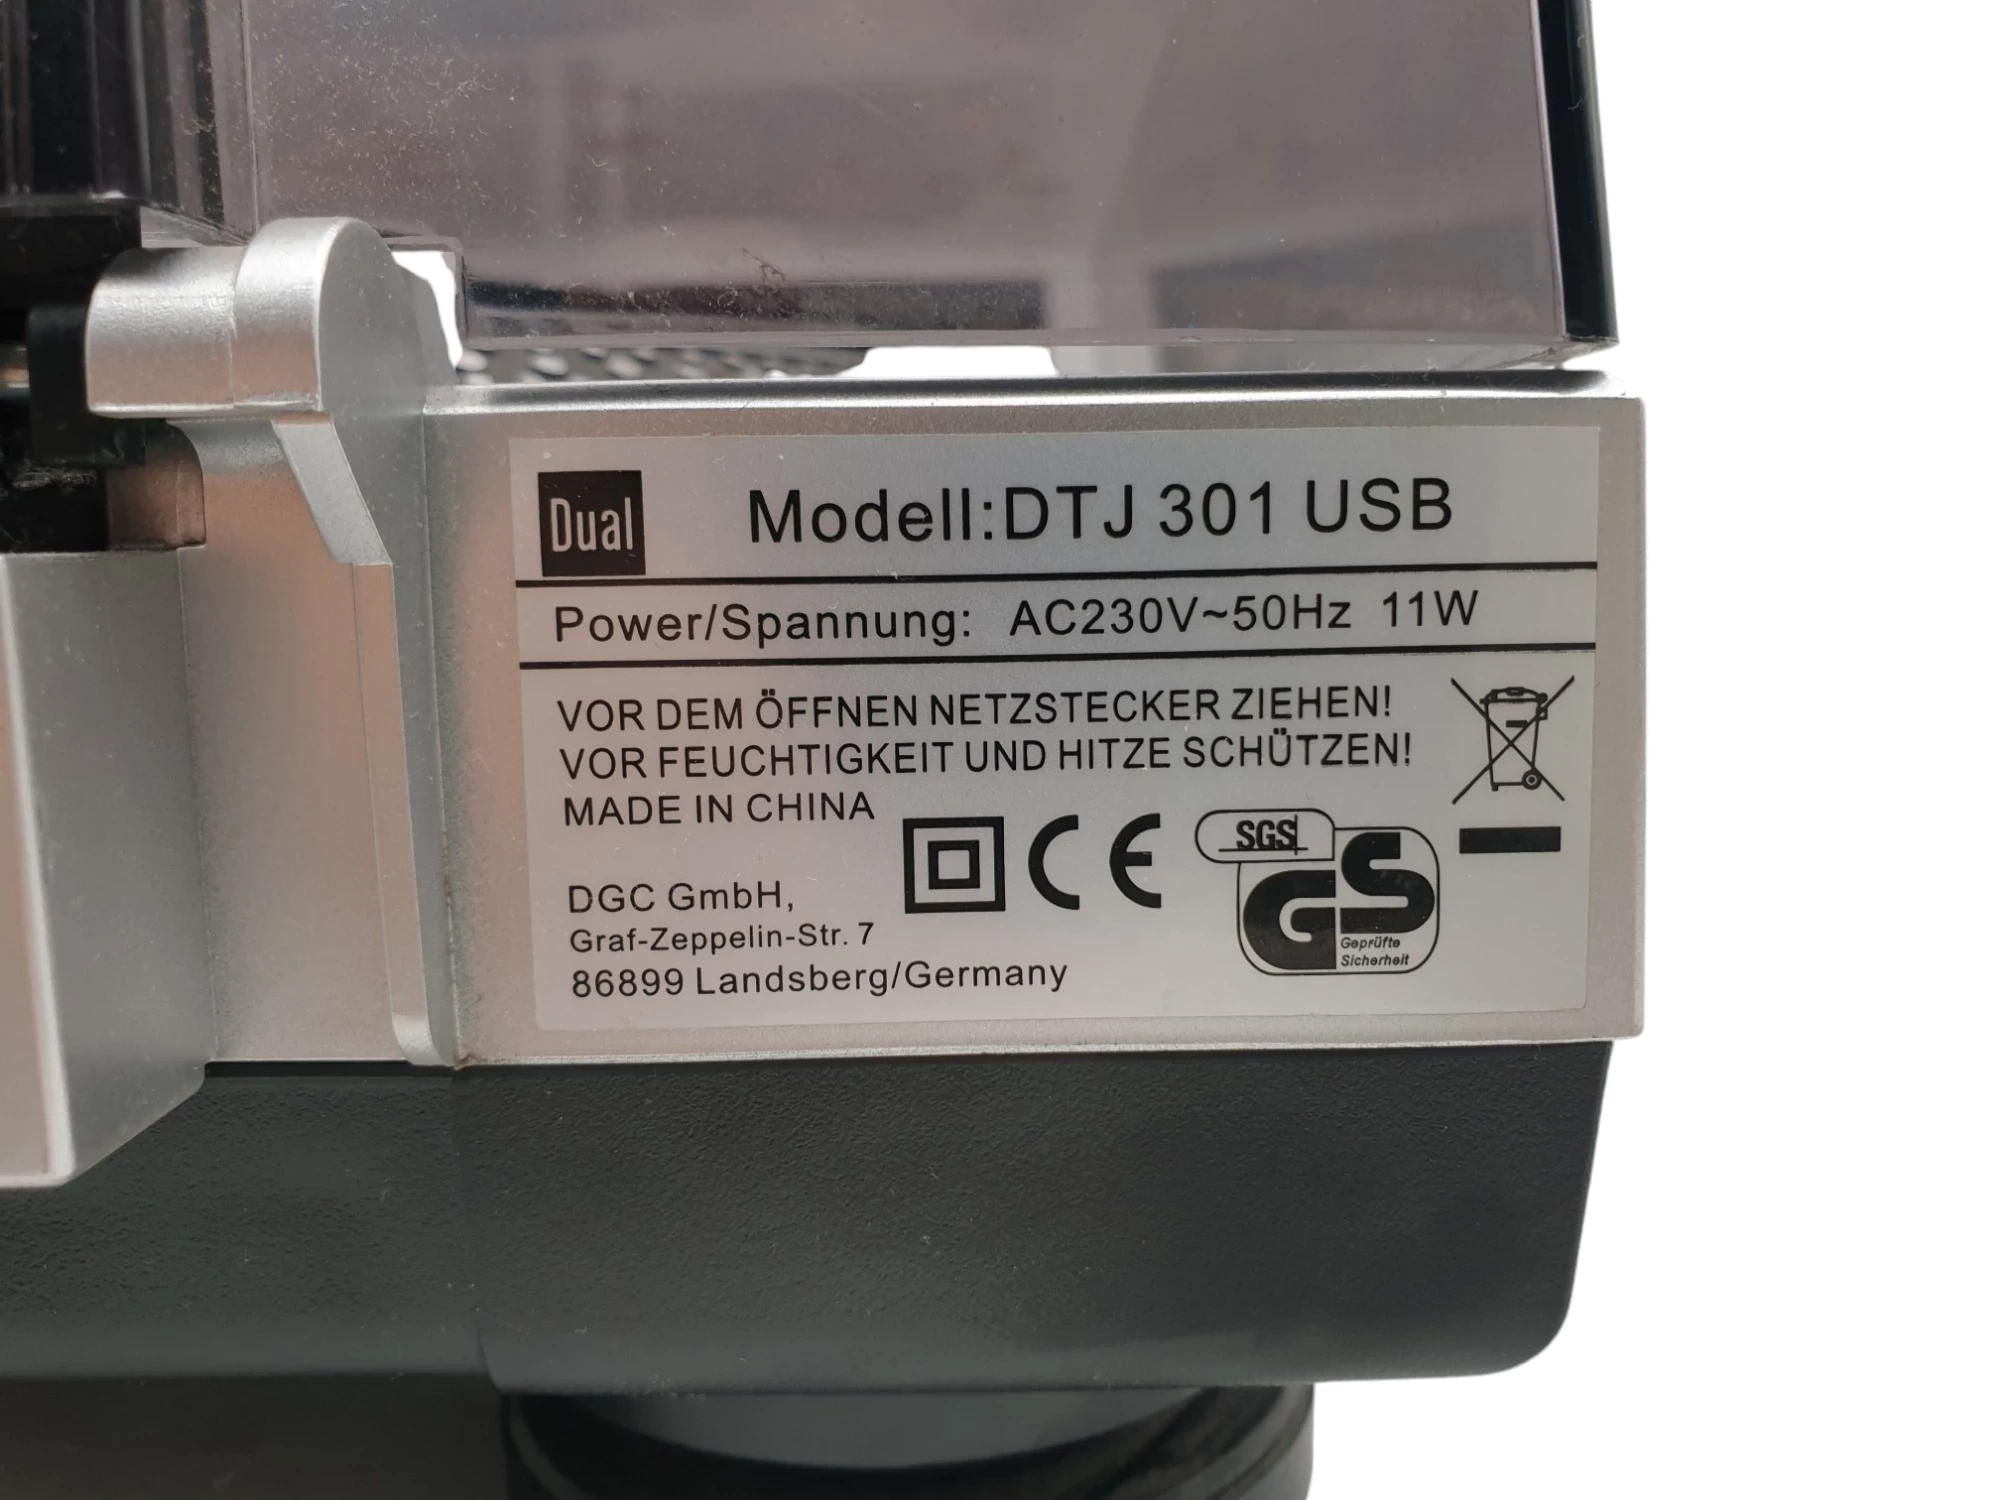 Dual
Modell:DTJ 301 USB
Power/Spannung: AC230V~50Hz 11W
VOR DEM ÖFFNEN NETZSTECKER ZIEHEN!
VOR FEUCHTIGKEIT UND HITZE SCHÜTZEN!
MADE IN CHINA
CE
SGS
GS
Geprüfte
Sicherheit
DGC GmbH,
Graf-Zeppelin-Str. 7
86899 Landsberg/Germany